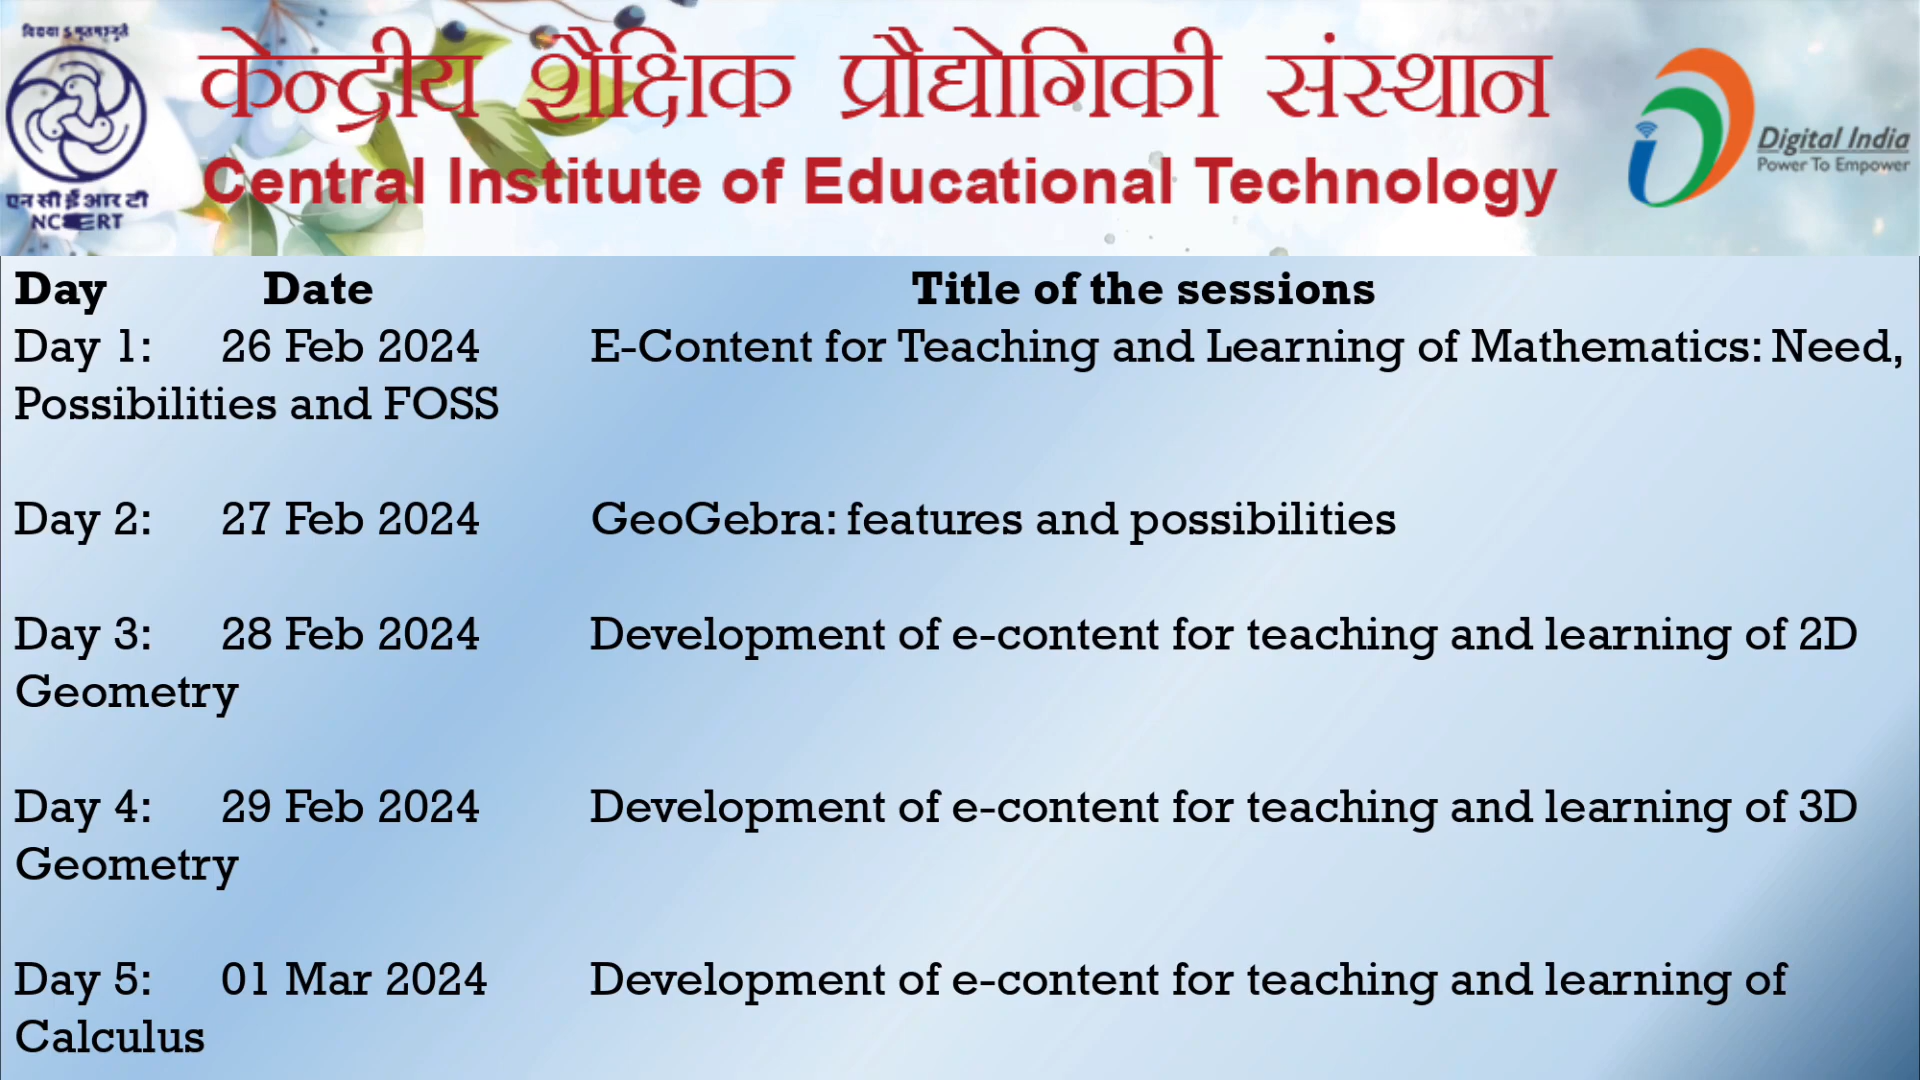 विद्यया ऽ मृतमश्नुते
एन सी ई आर टी
NCERT
केन्द्रीय शैक्षिक प्रौद्योगिकी संस्थान
Central Institute of Educational Technology
Digital India
Power To Empower
Day Date Title of the sessions
Day 1: 26 Feb 2024 E-Content for Teaching and Learning of Mathematics: Need,
Possibilities and FOSS
Day 2: 27 Feb 2024 GeoGebra: features and possibilities
Day 3: 28 Feb 2024 Development of e-content for teaching and learning of 2D
Geometry
Day 4: 29 Feb 2024 Development of e-content for teaching and learning of 3D
Geometry
Day 5: 01 Mar 2024 Development of e-content for teaching and learning of
Calculus